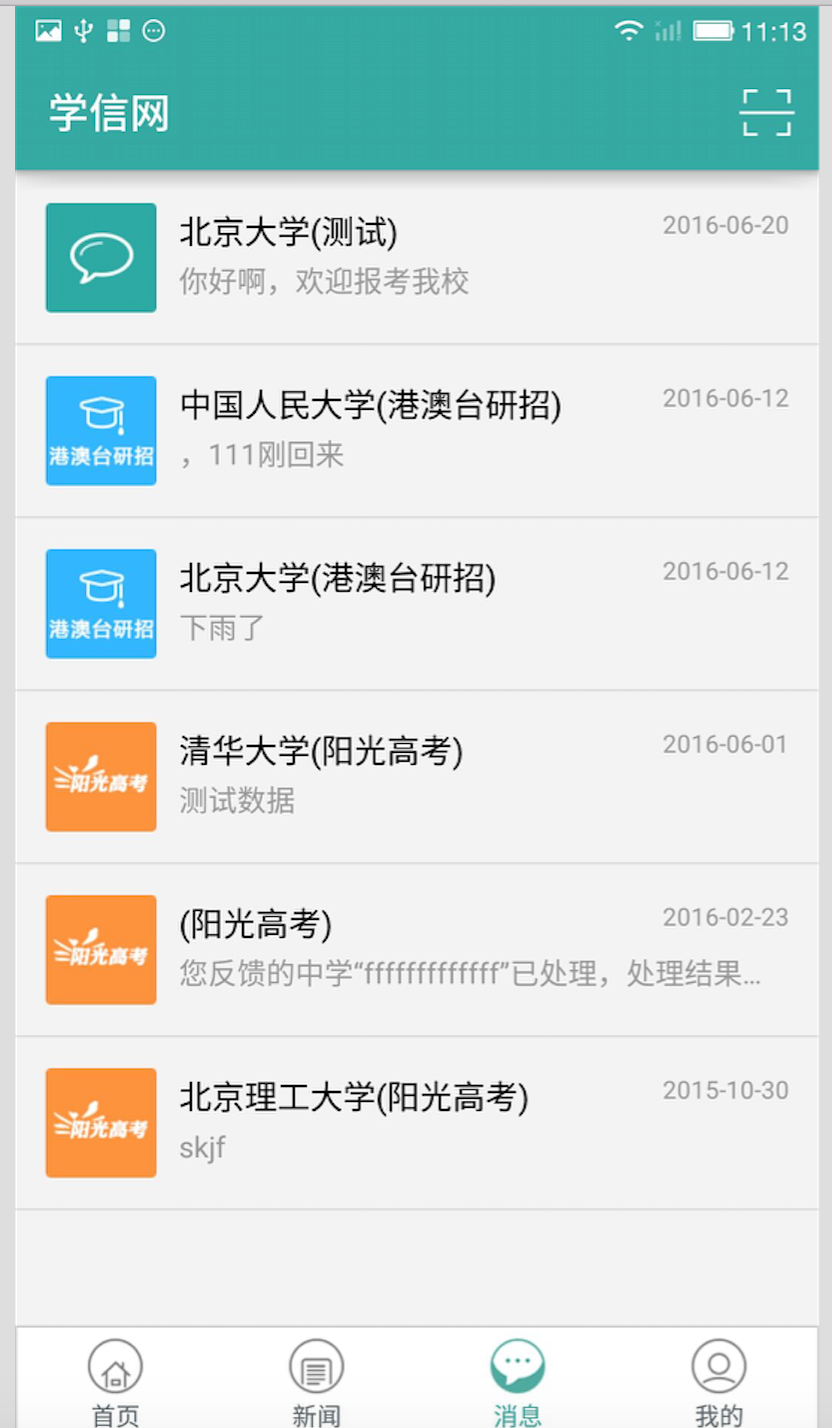 11:13
学信网
北京大学(测试)
2016-06-20
你好啊，欢迎报考我校
港澳台研招
中国人民大学(港澳台研招)
2016-06-12
，111刚回来
港澳台研招
北京大学(港澳台研招)
2016-06-12
下雨了
阳光高考
清华大学(阳光高考)
2016-06-01
测试数据
阳光高考
(阳光高考)
2016-02-23
您反馈的中学“fffffffffffff”已处理，处理结果...
阳光高考
北京理工大学(阳光高考)
2015-10-30
skjf
首页
新闻
消息
我的